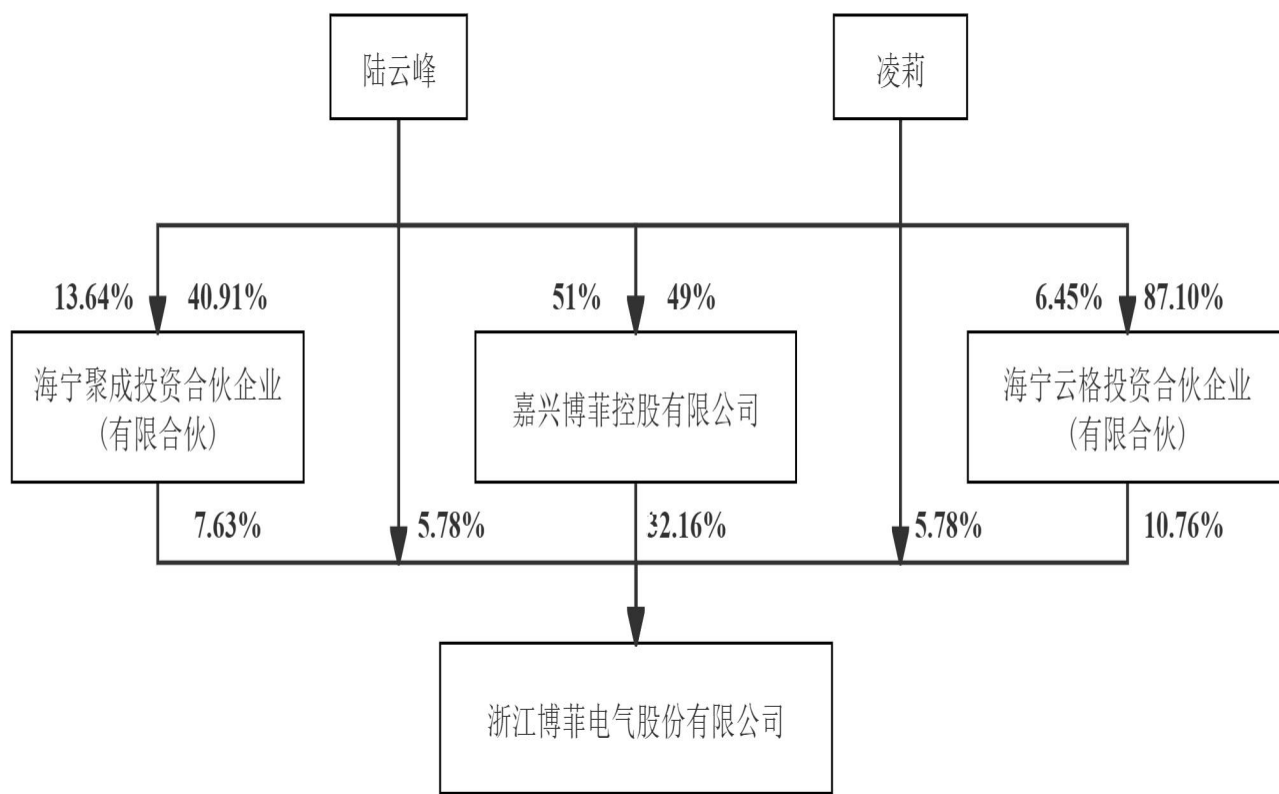 陆云峰
凌莉
13.64%
40.91%
51%
49%
6.45%
87.10%
海宁聚成投资合伙企业
(有限合伙)
嘉兴博菲控股有限公司
海宁云格投资合伙企业
(有限合伙)
7.63%
5.78%
32.16%
5.78%
10.76%
浙江博菲电气股份有限公司